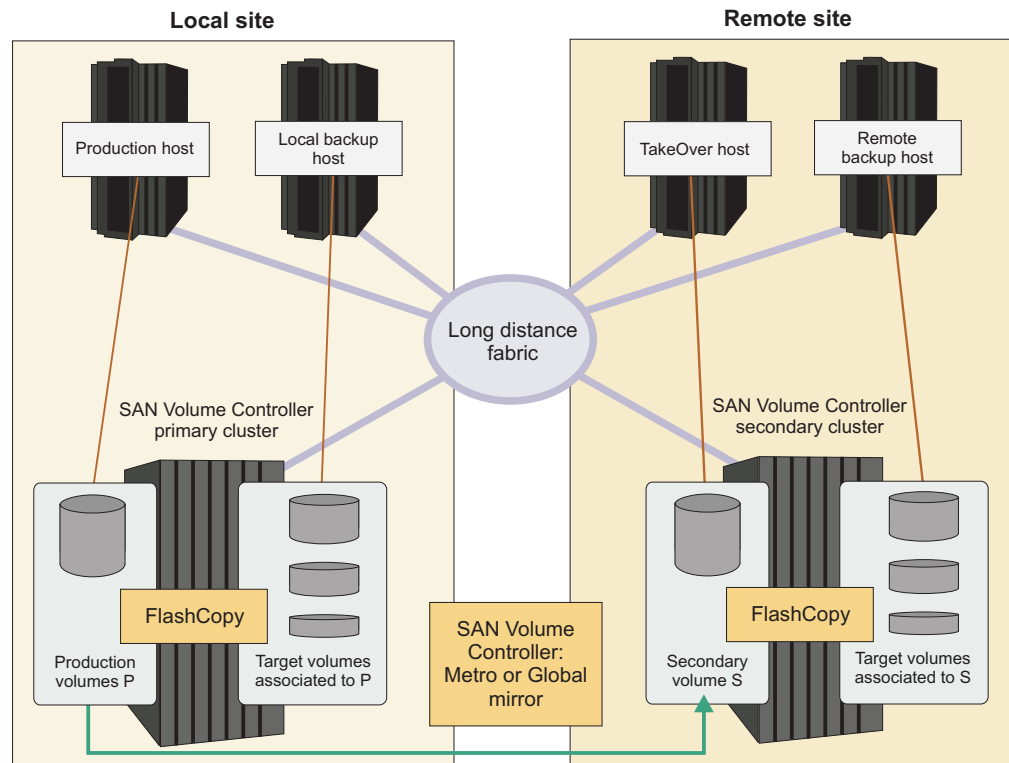 Local site
Remote site
Production host
Local backup
host
TakeOver host
Remote
backup host
Long distance
fabric
SAN Volume Controller
primary cluster
SAN Volume Controller
secondary cluster
FlashCopy
Production
volumes P
Target volumes
associated to P
SAN Volume
Controller:
Metro or Global
mirror
FlashCopy
Secondary
volume S
Target volumes
associated to S